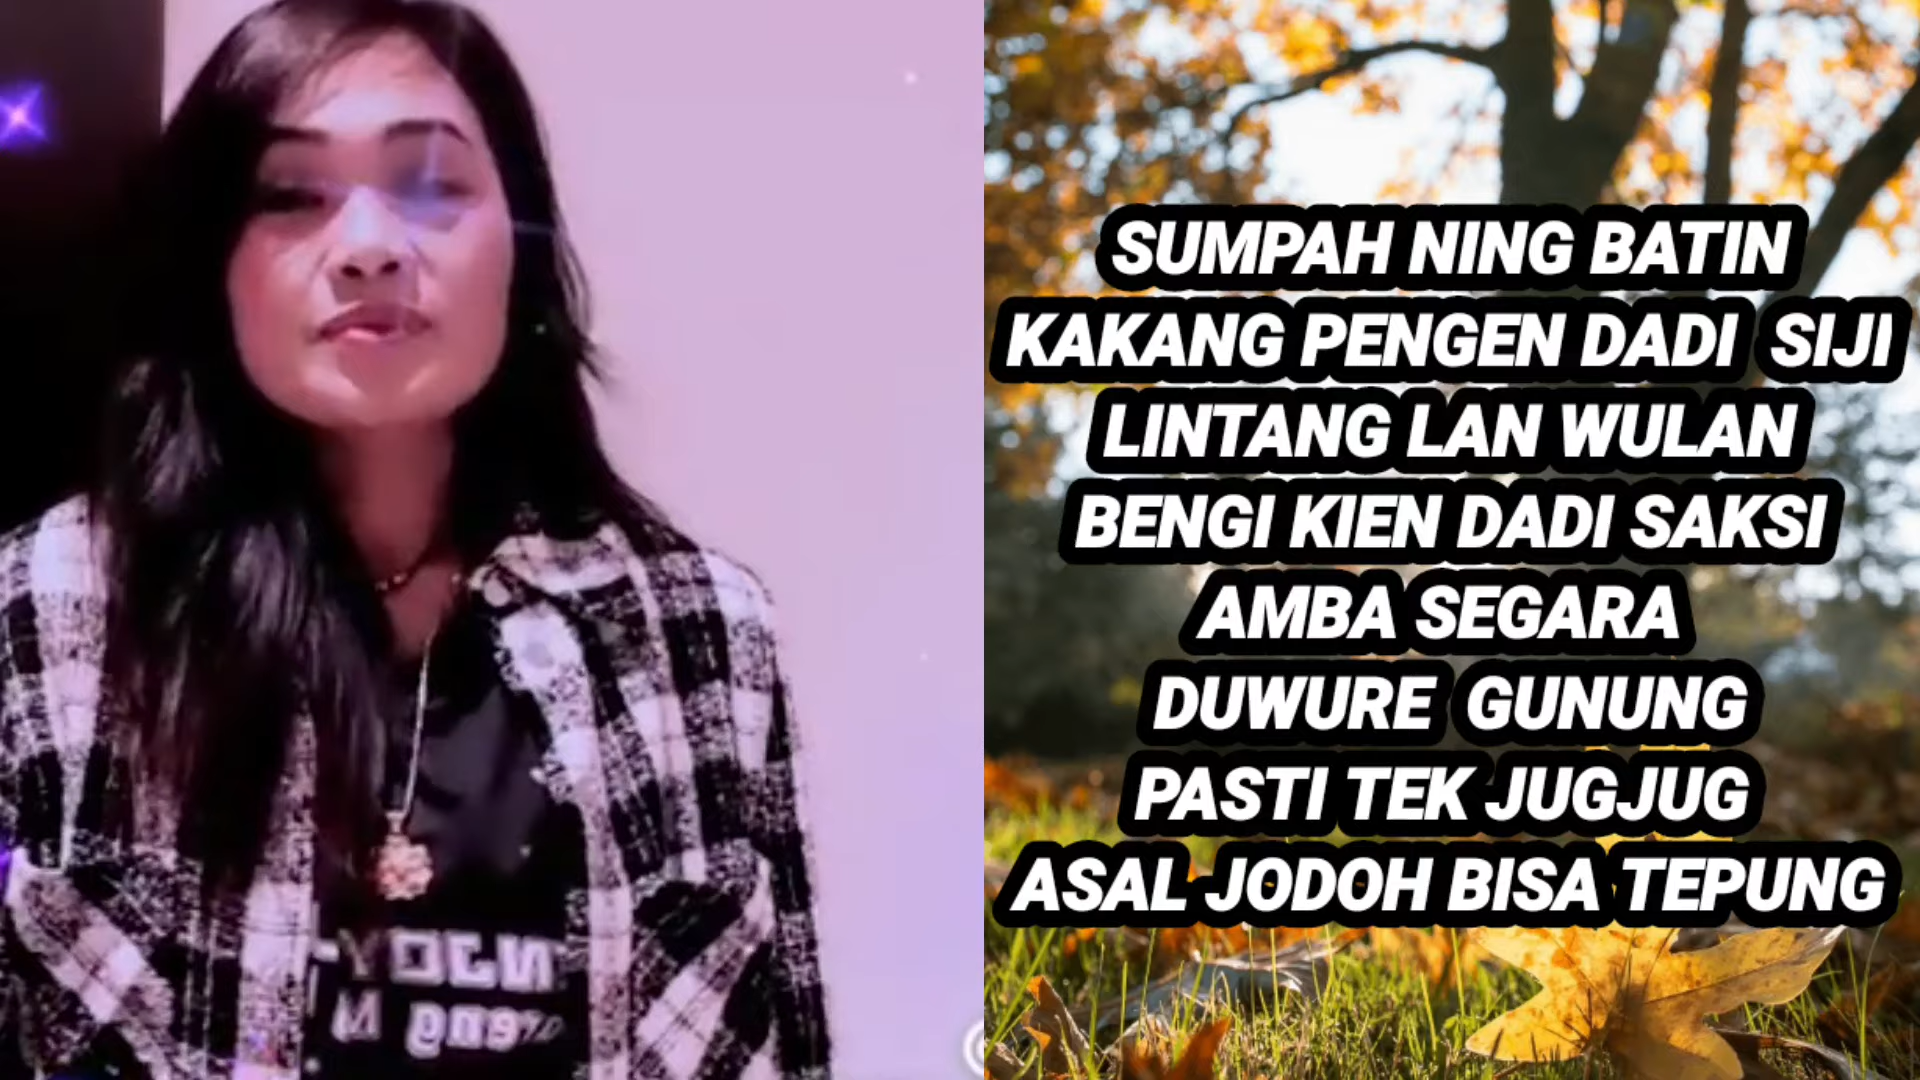 SUMPAH NING BATIN
KAKANG PENGEN DADI SIJI
LINTANG LAN WULAN
BENGI KIEN DADI SAKSI
AMBA SEGARA
DUWURE GUNUNG
PASTI TEK JUGJUG
ASAL JODOH BISA TEPUNG